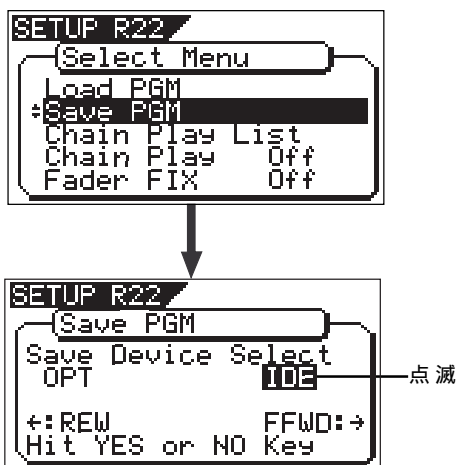 SETUP R22
Select Menu
Load PGM
Save PGM
Chain Play List
Chain Play Off
Fader FIX Off
SETUP R22
Save PGM
Save Device Select
OPT IDE
点滅
←:REW FFWD:→
Hit YES or NO Key